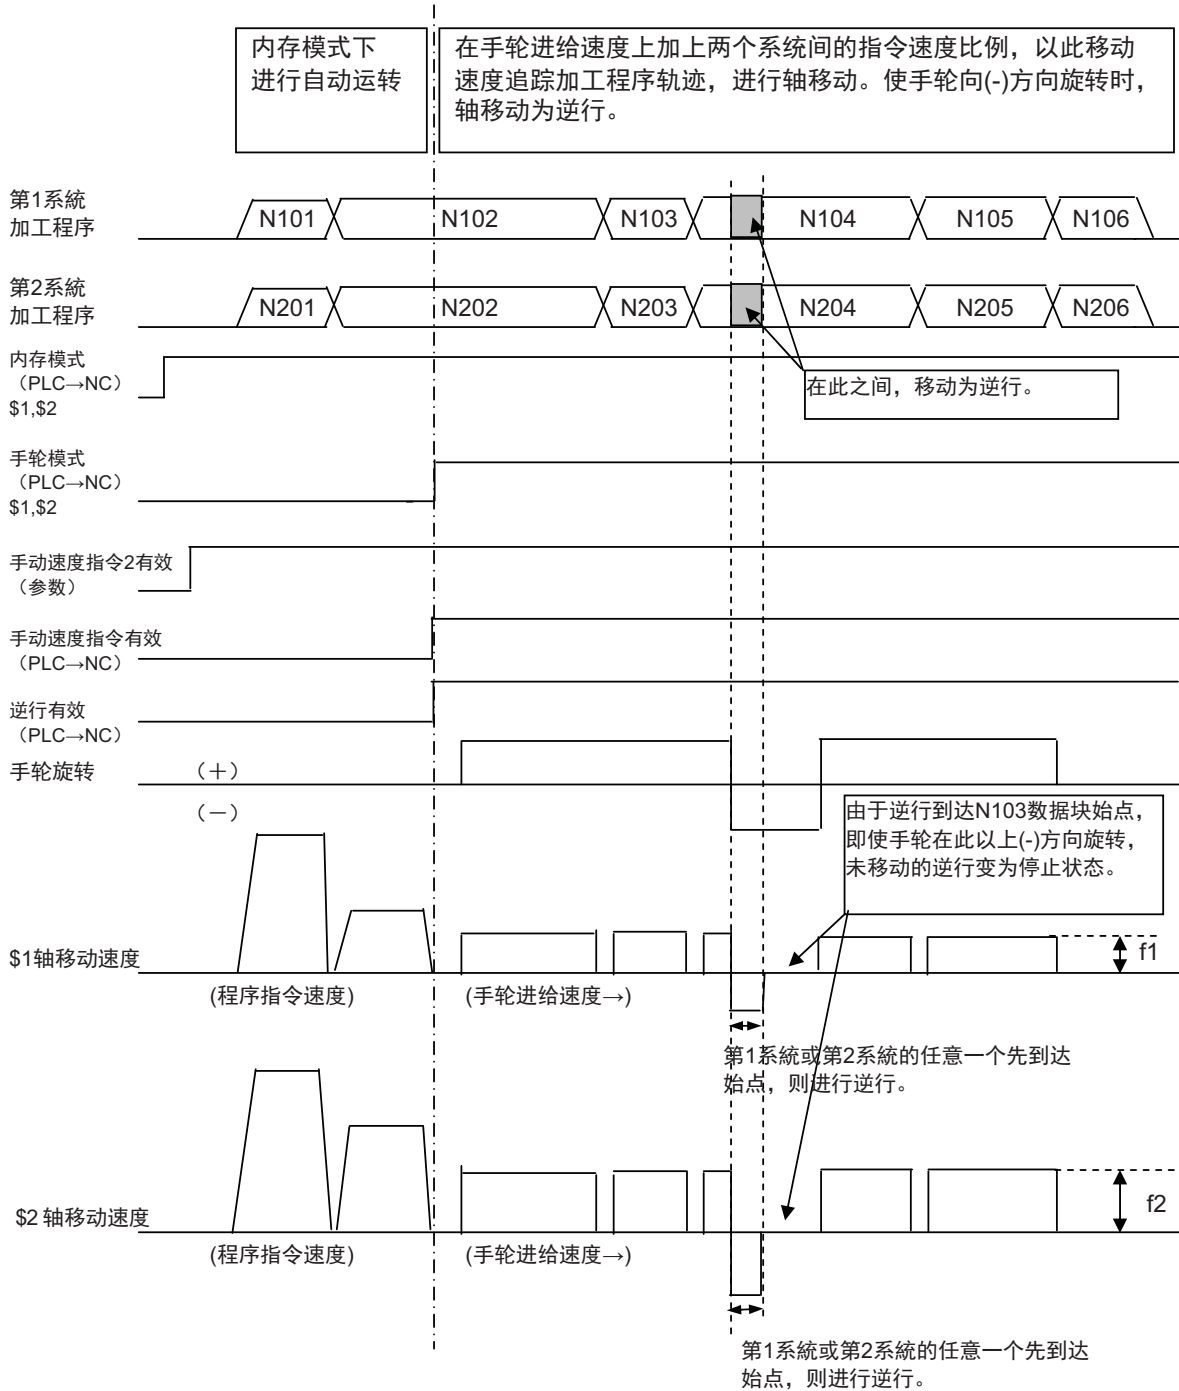 内存模式下
进行自动运转
在手轮进给速度上加上两个系统间的指令速度比例，以此移动
速度追踪加工程序轨迹，进行轴移动。使手轮向(-)方向旋转时，
轴移动为逆行。
第1系統
加工程序
N101
N102
N103
N104
N105
N106
第2系統
加工程序
N201
N202
N203
N204
N205
N206
内存模式
（PLC→NC）
$1,$2
在此之间，移动为逆行。
手轮模式
（PLC→NC）
$1,$2
手动速度指令2有效
（参数）
手动速度指令有效
（PLC→NC）
逆行有效
（PLC→NC）
手轮旋转
（＋）
（－）
由于逆行到达N103数据块始点，
即使手轮在此以上(-)方向旋转，
未移动的逆行变为停止状态。
$1轴移动速度
f1
(程序指令速度)
(手轮进给速度→)
第1系統或第2系統的任意一个先到达
始点，则进行逆行。
$2 轴移动速度
f2
(程序指令速度)
(手轮进给速度→)
第1系統或第2系統的任意一个先到达
始点，则进行逆行。